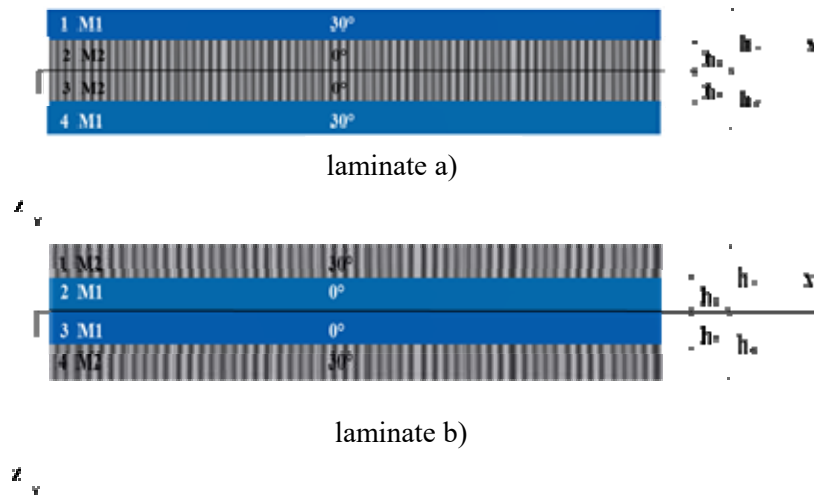 1 M1 30°
2 M2 0°
3 M2 0°
4 M1 30°
laminate a)
1 M2 30°
2 M1 0°
3 M1 0°
4 M2 30°
laminate b)